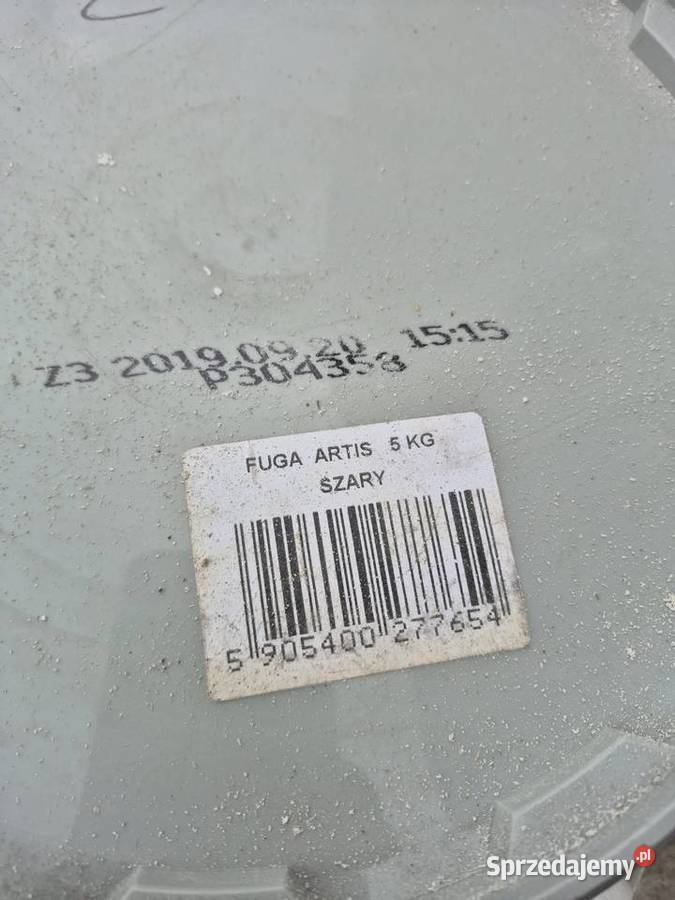 Z3 2019.09.20 15:15
P304358
FUGA ARTIS 5 KG
SZARY
5 905400 277654
Sprzedajemy.pl